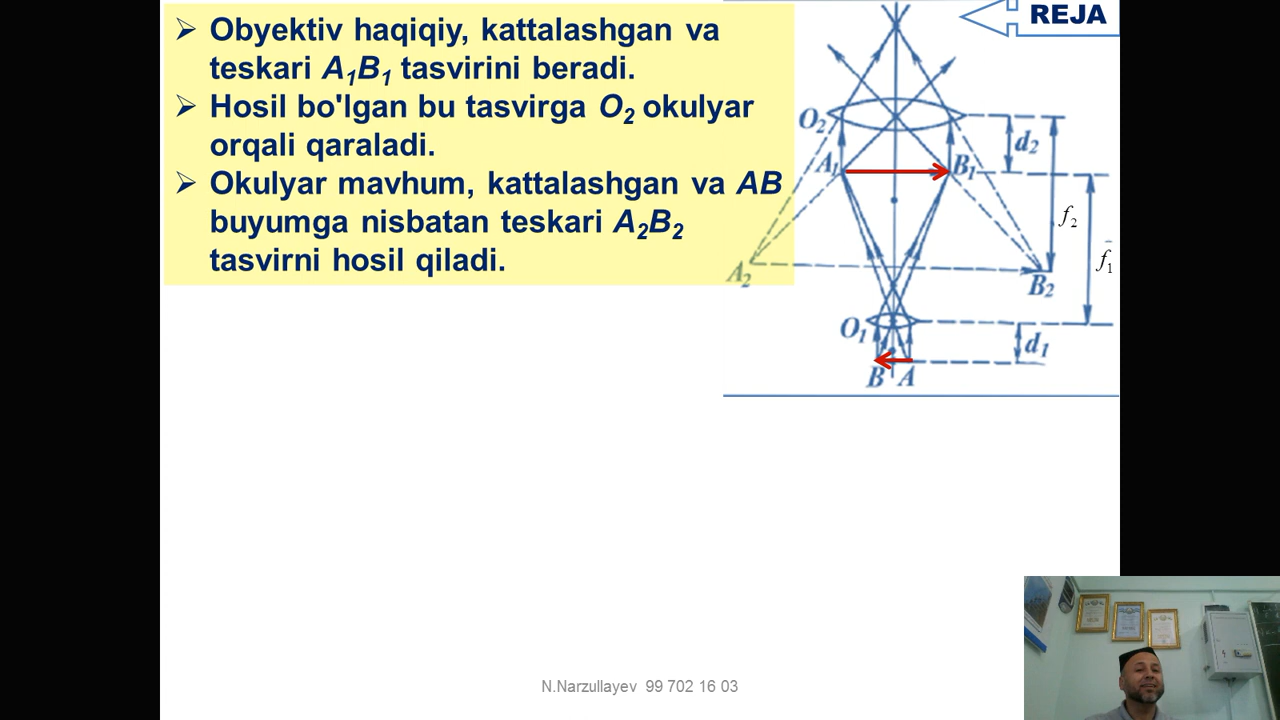 ➢ Obyektiv haqiqiy, kattalashgan va
teskari A₁B₁ tasvirini beradi.
➢ Hosil bo'lgan bu tasvirga O₂ okulyar
orqali qaraladi.
➢ Okulyar mavhum, kattalashgan va AB
buyumga nisbatan teskari A₂B₂
tasvirni hosil qiladi.
REJA
O₂
d₂
A₁
B₁
f₂
f₁
A₂
B₂
O₁
d₁
B A
N.Narzullayev 99 702 16 03